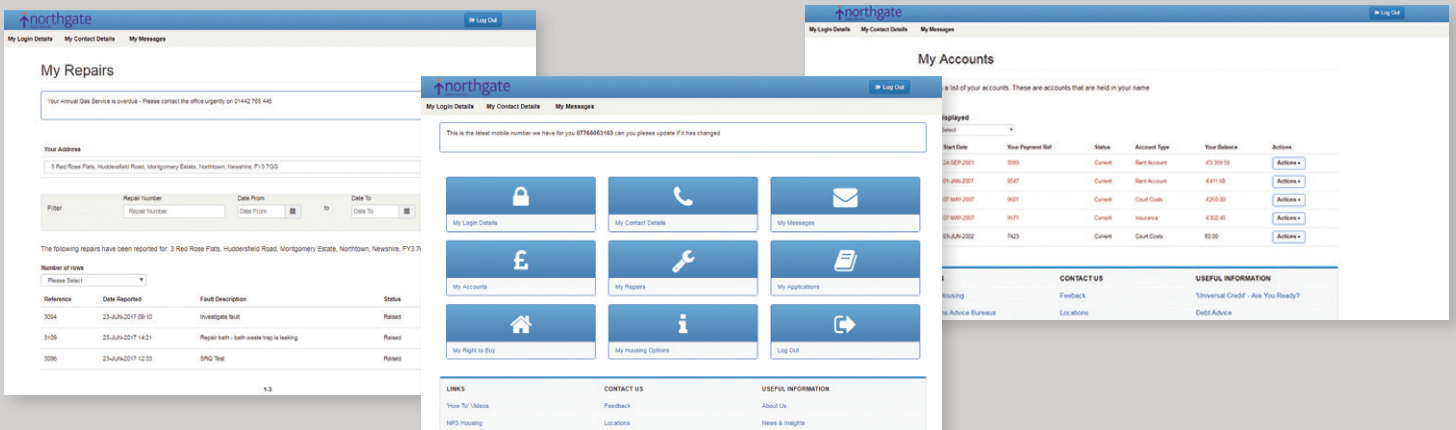 northgate
Log Out
My Login Details My Contact Details My Messages
My Repairs
Your Annual Gas Service is overdue - Please contact the office urgently on 01442 768 446
Your Address
3 Red Rose Flats, Huddersfield Road, Montgomery Estate, Northtown, Newshire, FY3 7GG
Repair Number Date From Date To
Filter Repair Number Date From to Date To
The following repairs have been reported for: 3 Red Rose Flats, Huddersfield Road, Montgomery Estate, Northtown, Newshire, FY3
Number of rows
Please Select
Reference Date Reported Fault Description Status
3094 23-JUN-2017 09:10 Investigate fault Raised
23-JUN-2017 14:21 Repair bath - bath waste trap is leaking Raised
23-JUN-2017 12:33 SRQ Test Raised
1-3
northgate
Log Out
My Login Details My Contact Details My Messages
This is the latest mobile number we have for you 07766063163 can you please update if it has changed
My Login Details My Contact Details My Messages
£
My Accounts My Repairs My Applications
My Right to Buy My Housing Options Log Out
LINKS CONTACT US USEFUL INFORMATION
'How To' Videos Feedback About Us
NPS Housing Locations News & Insights
northgate
Log Out
My Login Details My Contact Details My Messages
My Accounts
a list of your accounts. These are accounts that are held in your name
isplayed
Select
Start Date Your Payment Ref Status Account Type Your Balance Actions
24-SEP-2001 Current Rent Account Actions
01-JAN-2007 Current Rent Account -£411.40 Actions
07-MAY-2007 Current Court Costs Actions
07-MAY-2007 Current Insurance Actions
03-JUN-2002 7423 Current Court Costs £0.00 Actions
CONTACT US USEFUL INFORMATION
ousing Feeback 'Universal Credit' - Are You Ready?
ns Advice Bureaux Locations Debt Advice